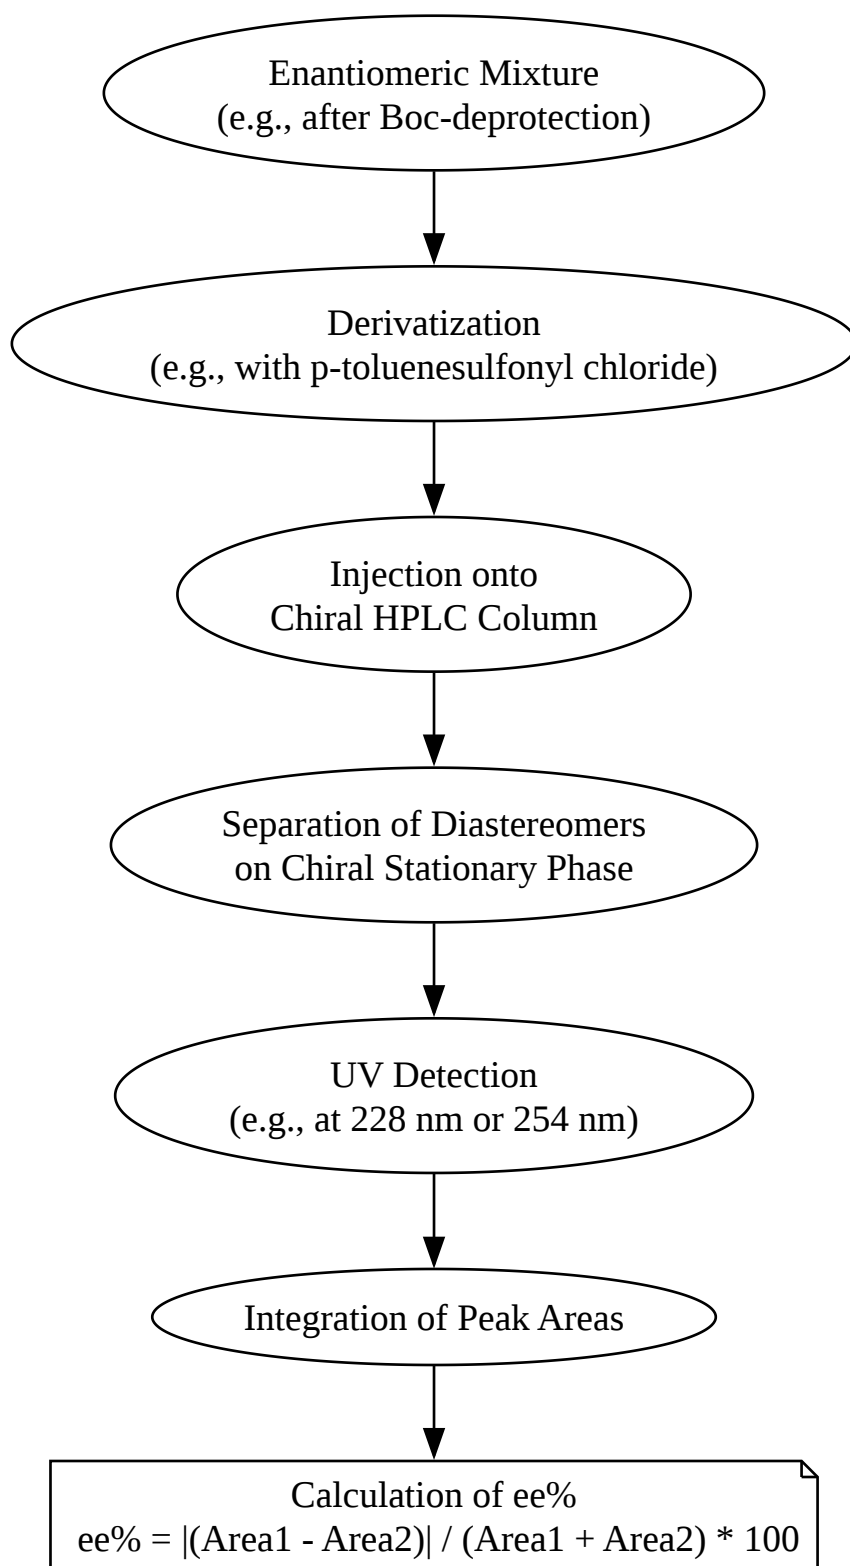 Enantiomeric Mixture
(e.g., after Boc-deprotection)
Derivatization
(e.g., with p-toluenesulfonyl chloride)
Injection onto
Chiral HPLC Column
Separation of Diastereomers
on Chiral Stationary Phase
UV Detection
(e.g., at 228 nm or 254 nm)
Integration of Peak Areas
Calculation of ee%
ee% = |(Area1 - Area2)| / (Area1 + Area2) * 100